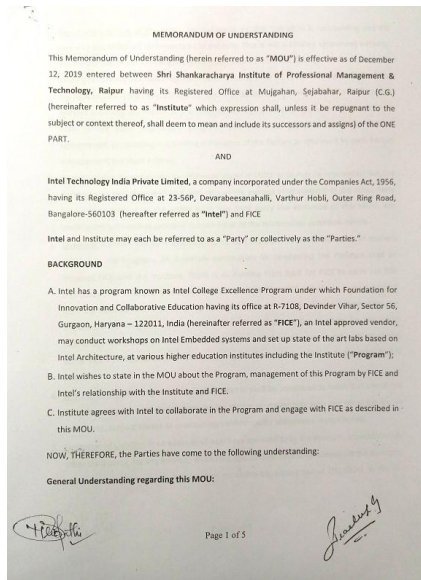 MEMORANDUM OF UNDERSTANDING
This Memorandum of Understanding (herein referred to as "MOU") is effective as of December
12, 2019 entered between Shri Shankaracharya Institute of Professional Management &
Technology, Raipur having its Registered Office at Mujgahan, Sejabahar, Raipur (C.G.)
(hereinafter referred to as "Institute" which expression shall, unless it be repugnant to the
subject or context thereof, shall deem to mean and include its successors and assigns) of the ONE
PART.
AND
Intel Technology India Private Limited, a company incorporated under the Companies Act, 1956,
having its Registered Office at 23-56P, Devarabeesanahalli, Varthur Hobli, Outer Ring Road,
Bangalore-560103 (hereafter referred as "Intel") and FICE
Intel and Institute may each be referred to as a "Party" or collectively as the "Parties."
BACKGROUND
A. Intel has a program known as Intel College Excellence Program under which Foundation for
Innovation and Collaborative Education having its office at R-7108, Devinder Vihar, Sector 56,
Gurgaon, Haryana – 122011, India (hereinafter referred as "FICE"), an Intel approved vendor,
may conduct workshops on Intel Embedded systems and set up state of the art labs based on
Intel Architecture, at various higher education institutes including the Institute ("Program");
B. Intel wishes to state in the MOU about the Program, management of this Program by FICE and
Intel's relationship with the Institute and FICE.
C. Institute agrees with Intel to collaborate in the Program and engage with FICE as described in
this MOU.
NOW, THEREFORE, the Parties have come to the following understanding:
General Understanding regarding this MOU:
Page 1 of 5